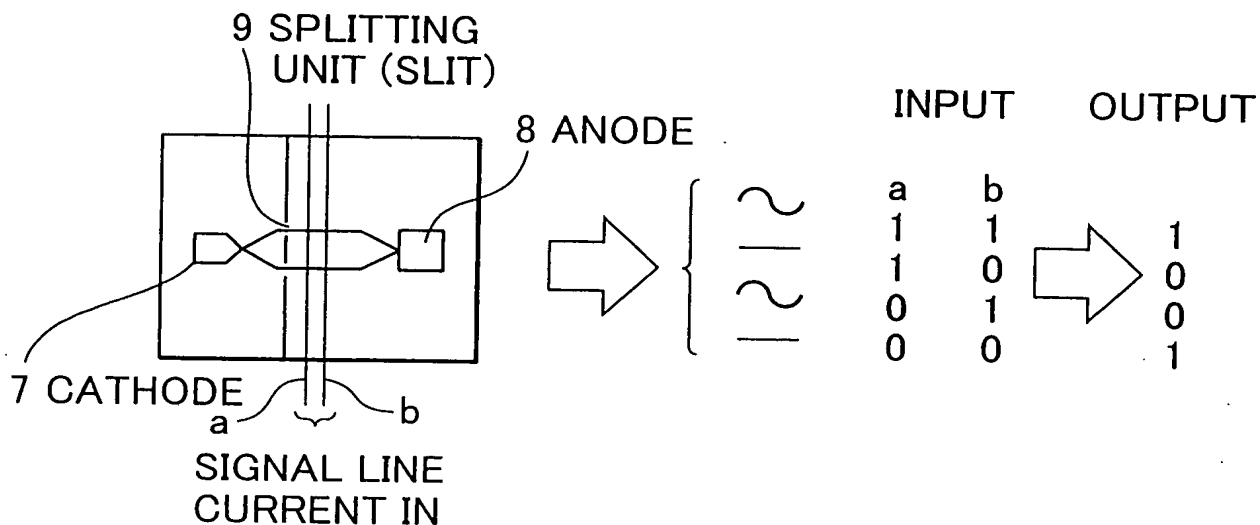 9 SPLITTING
UNIT (SLIT)
8 ANODE
7 CATHODE
a
b
SIGNAL LINE
CURRENT IN
INPUT OUTPUT
a b
1 1 1
1 0 0
0 1 0
0 0 1